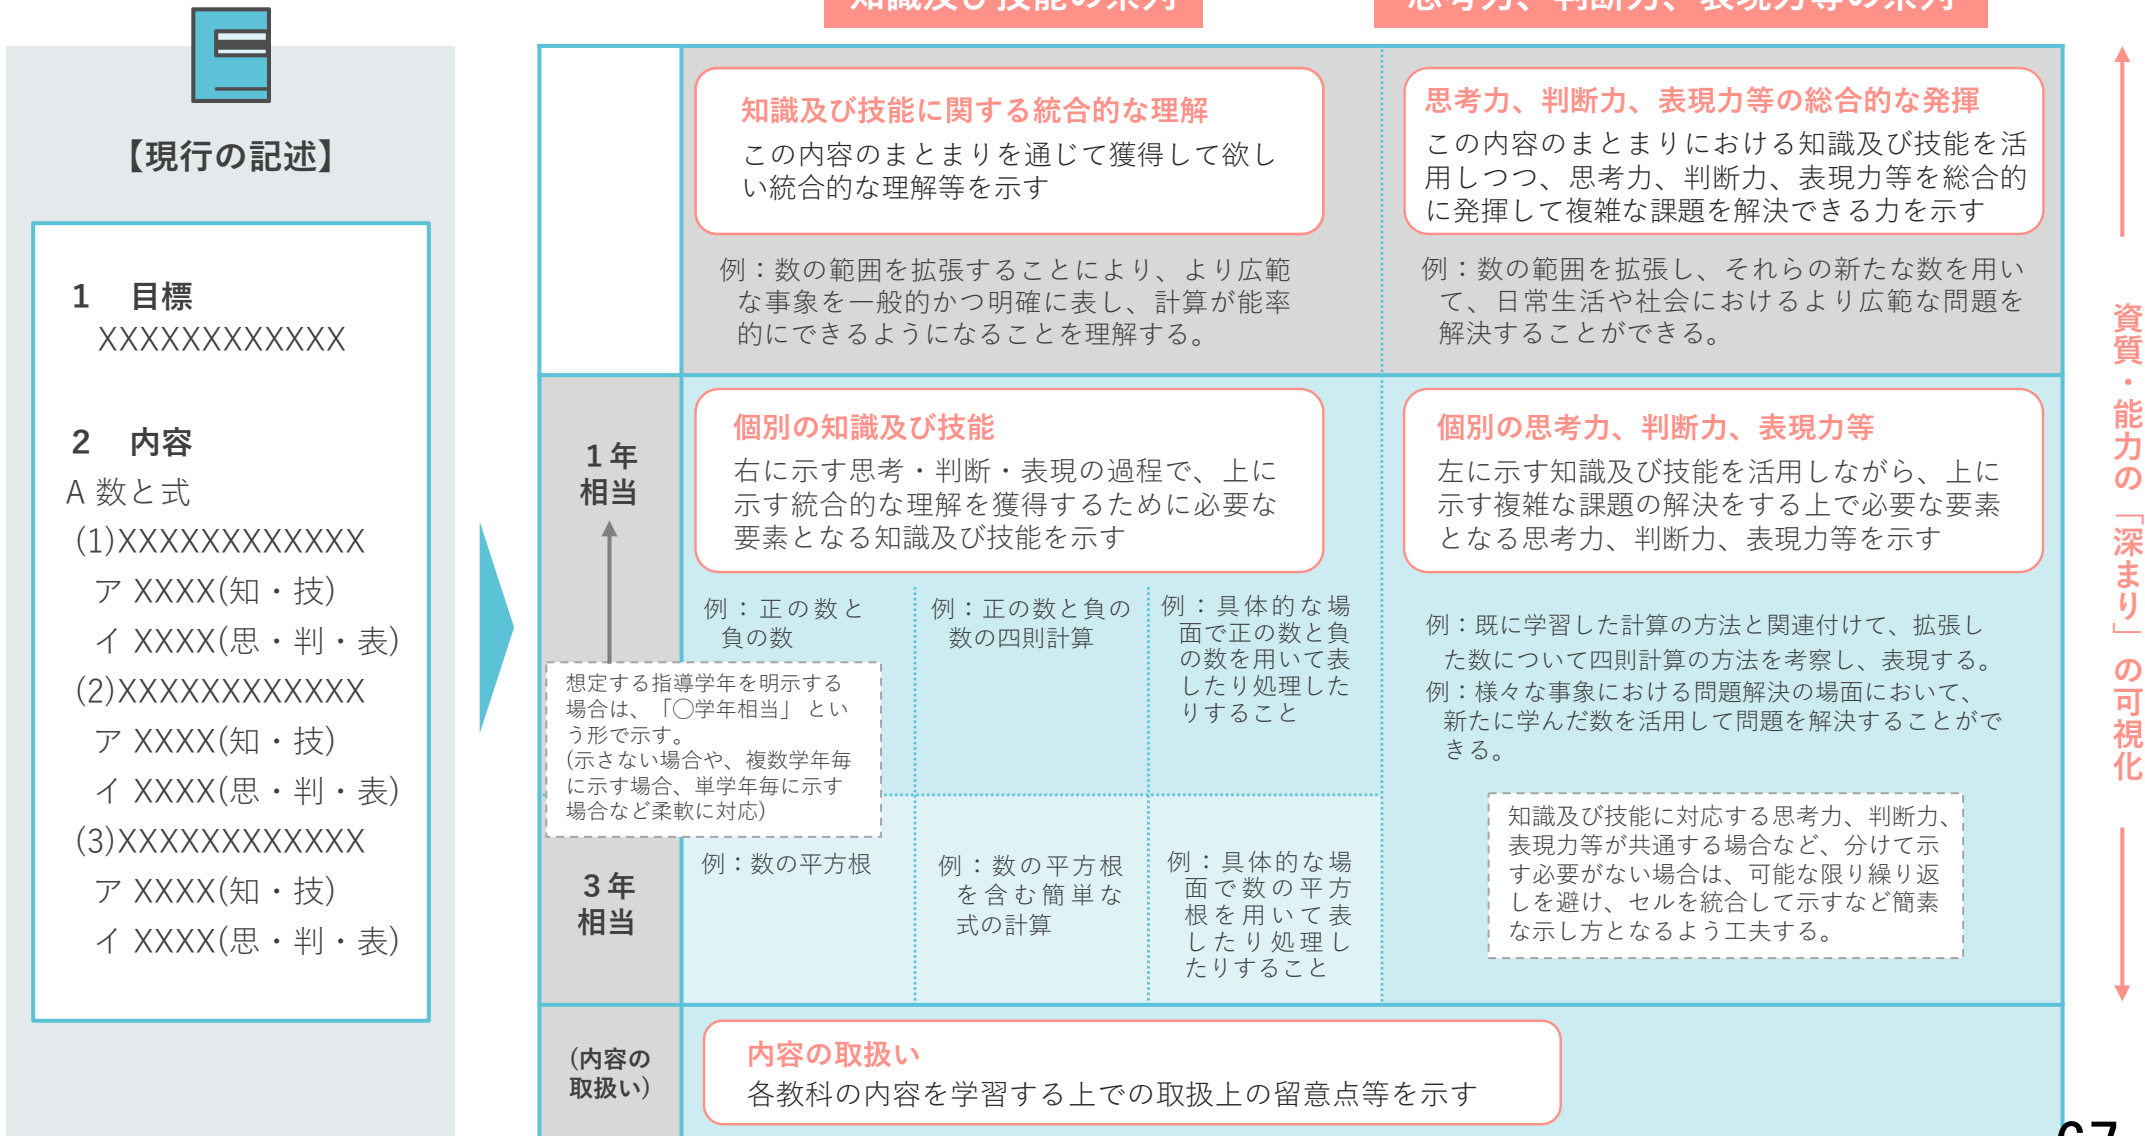 知識及び技能の系列
思考力、判断力、表現力等の系列
【現行の記述】
1 目標
XXXXXXXXXXXX
2 内容
A 数と式
(1)XXXXXXXXXXXX
ア XXXX(知・技)
イ XXXX(思・判・表)
(2)XXXXXXXXXXXX
ア XXXX(知・技)
イ XXXX(思・判・表)
(3)XXXXXXXXXXXX
ア XXXX(知・技)
イ XXXX(思・判・表)
知識及び技能に関する統合的な理解
この内容のまとまりを通じて獲得して欲し
い統合的な理解等を示す
例：数の範囲を拡張することにより、より広範
な事象を一般的かつ明確に表し、計算が能率
的にできるようになることを理解する。
思考力、判断力、表現力等の総合的な発揮
この内容のまとまりにおける知識及び技能を活
用しつつ、思考力、判断力、表現力等を総合的
に発揮して複雑な課題を解決できる力を示す
例：数の範囲を拡張し、それらの新たな数を用い
て、日常生活や社会におけるより広範な問題を
解決することができる。
1年
相当
個別の知識及び技能
右に示す思考・判断・表現の過程で、上に
示す統合的な理解を獲得するために必要な
要素となる知識及び技能を示す
例：正の数と
負の数
例：正の数と負の
数の四則計算
例：具体的な場
面で正の数と負
の数を用いて表
したり処理した
りすること
個別の思考力、判断力、表現力等
左に示す知識及び技能を活用しながら、上に
示す複雑な課題の解決をする上で必要な要素
となる思考力、判断力、表現力等を示す
例：既に学習した計算の方法と関連付けて、拡張し
た数について四則計算の方法を考察し、表現する。
例：様々な事象における問題解決の場面において、
新たに学んだ数を活用して問題を解決することがで
きる。
想定する指導学年を明示する
場合は、「〇学年相当」とい
う形で示す。
(示さない場合や、複数学年毎
に示す場合、単学年毎に示す
場合など柔軟に対応)
3年
相当
例：数の平方根
例：数の平方根
を含む簡単な
式の計算
例：具体的な場
面で数の平方
根を用いて表
したり処理し
たりすること
知識及び技能に対応する思考力、判断力、
表現力等が共通する場合など、分けて示
す必要がない場合は、可能な限り繰り返
しを避け、セルを統合して示すなど簡素
な示し方となるよう工夫する。
(内容の
取扱い)
内容の取扱い
各教科の内容を学習する上での取扱上の留意点等を示す
資質・能力の「深まり」の可視化